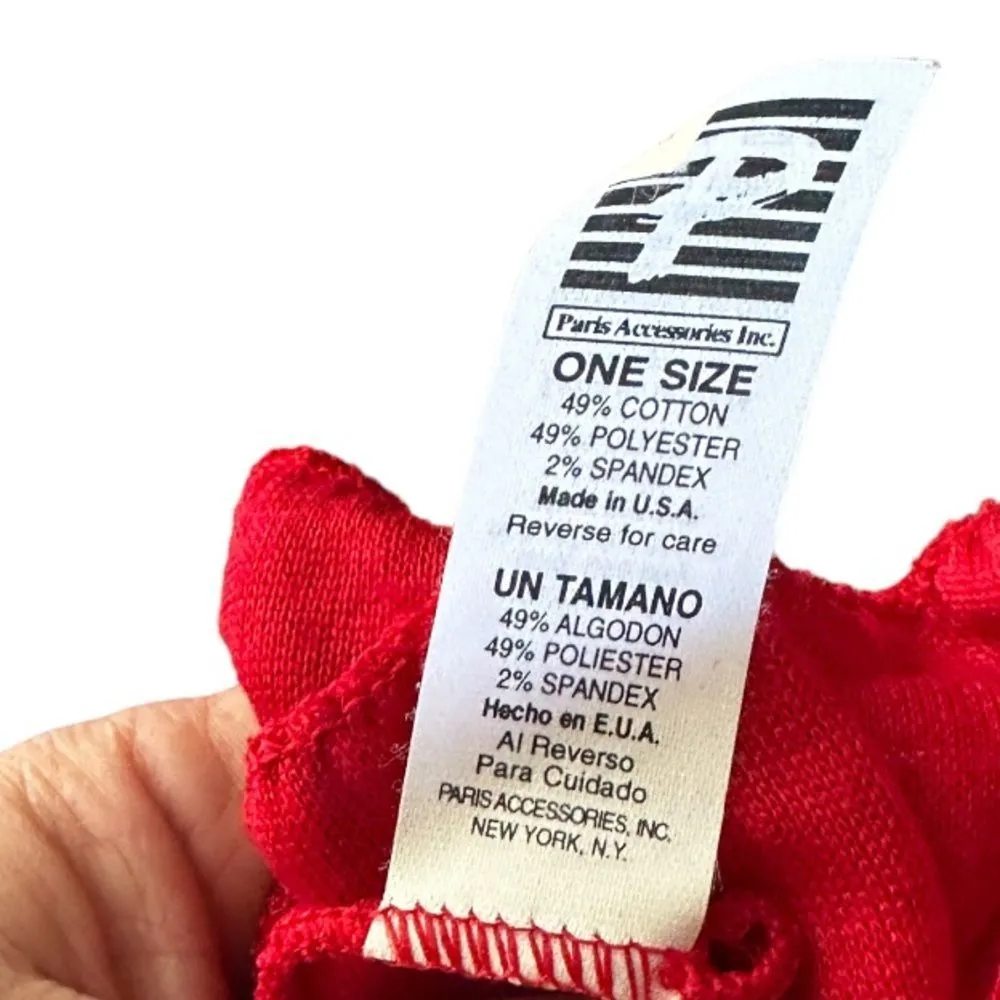 P
Paris Accessories Inc.
ONE SIZE
49% COTTON
49% POLYESTER
2% SPANDEX
Made in U.S.A.
Reverse for care
UN TAMANO
49% ALGODON
49% POLIESTER
2% SPANDEX
Hecho en E.U.A.
Al Reverso
Para Cuidado
PARIS ACCESSORIES, INC.
NEW YORK, N.Y.